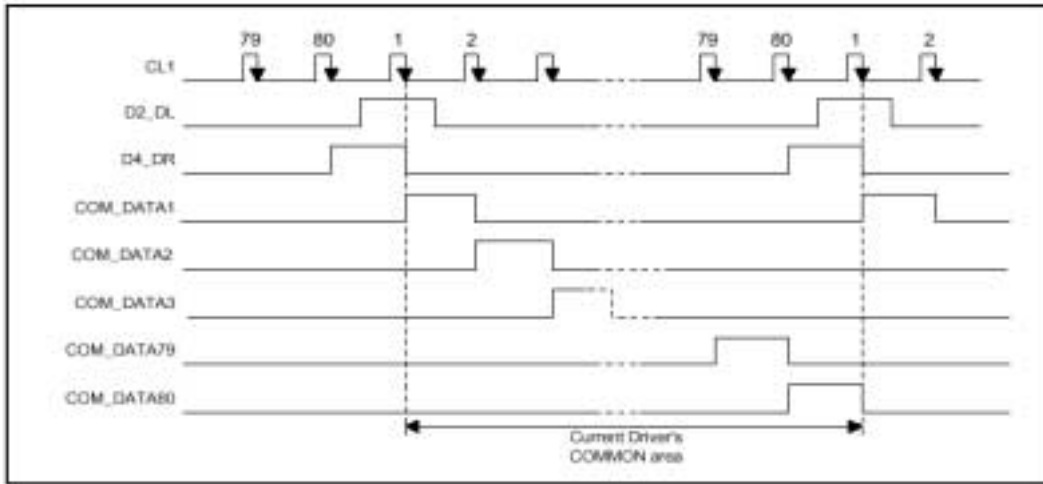 79 80 1 2 79 80 1 2
CL1
D2_DL
D4_DR
COM_DATA1
COM_DATA2
COM_DATA3
COM_DATA79
COM_DATA80
Current Driver's
COMMON area